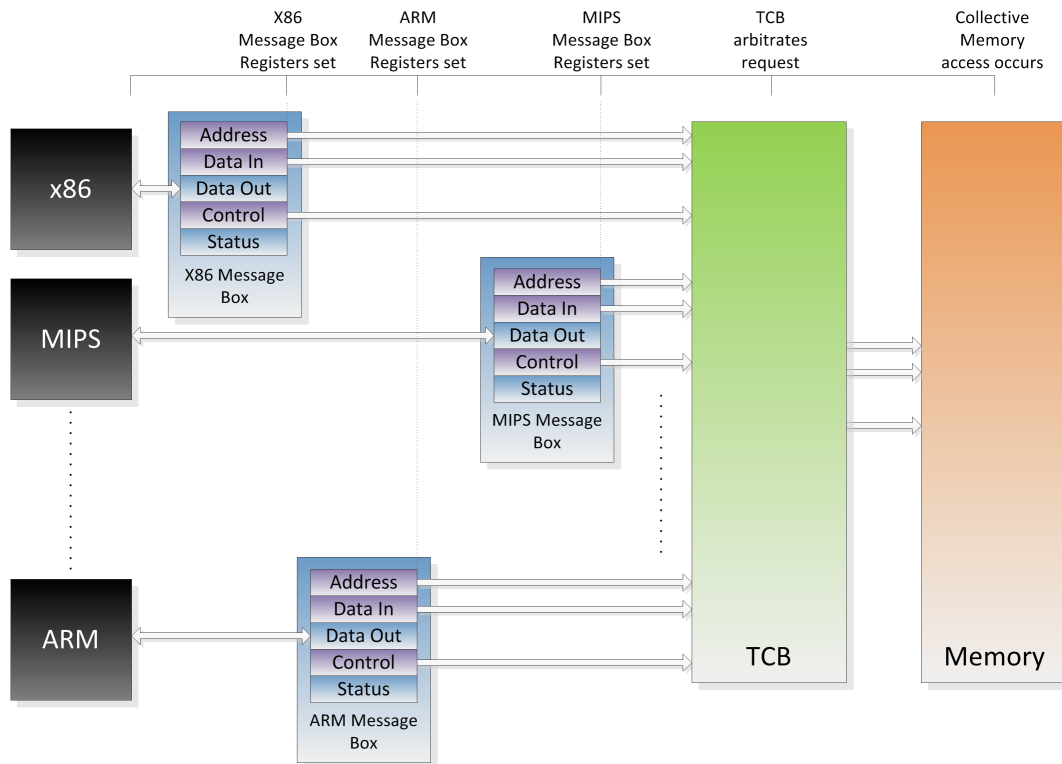 X86
Message Box
Registers set
ARM
Message Box
Registers set
MIPS
Message Box
Registers set
TCB
arbitrates
request
Collective
Memory
access occurs
x86
Address
Data In
Data Out
Control
Status
X86 Message
Box
MIPS
Address
Data In
Data Out
Control
Status
MIPS Message
Box
ARM
Address
Data In
Data Out
Control
Status
ARM Message
Box
TCB
Memory